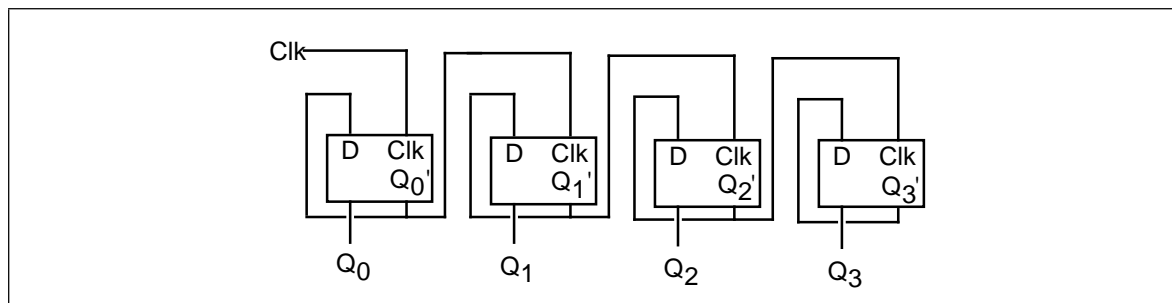 Clk
D Clk
Q0'
D Clk
Q1'
D Clk
Q2'
D Clk
Q3'
Q0
Q1
Q2
Q3